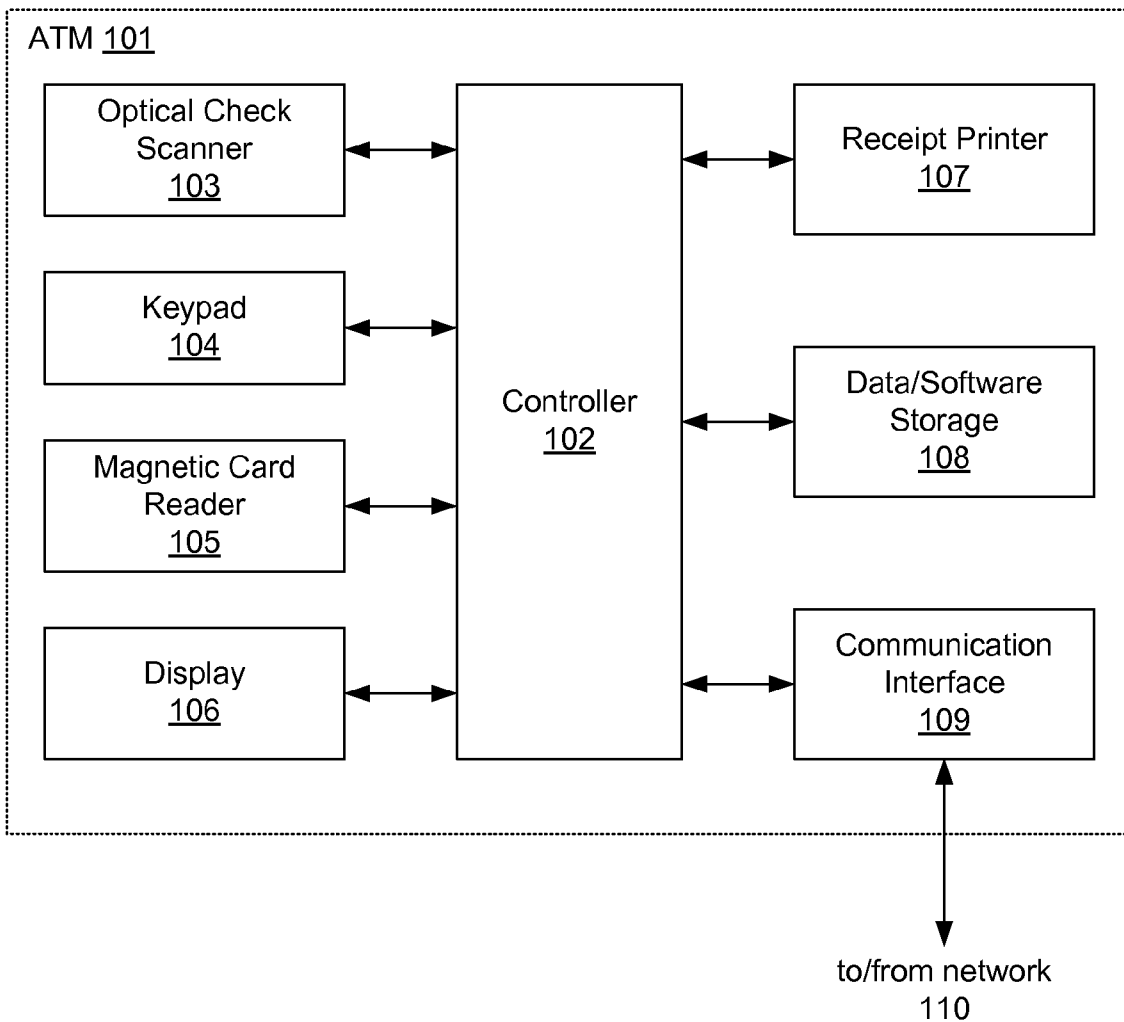 ATM 101
Optical Check
Scanner
103
Keypad
104
Magnetic Card
Reader
105
Display
106
Controller
102
Receipt Printer
107
Data/Software
Storage
108
Communication
Interface
109
to/from network
110